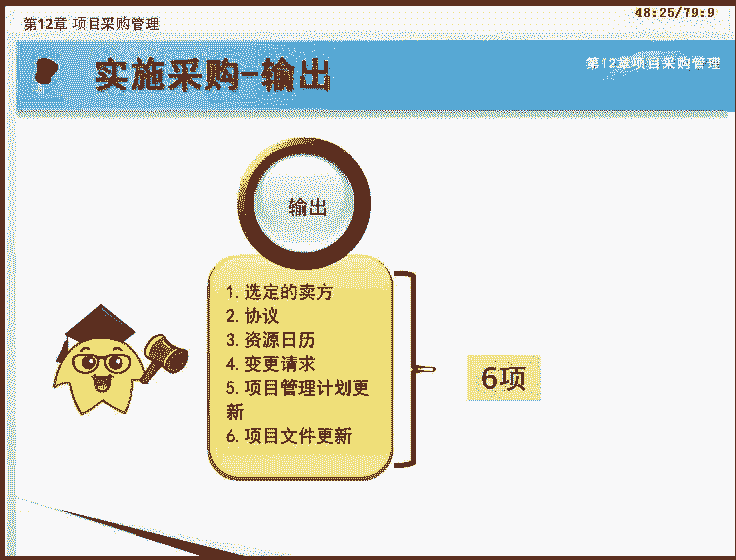 第12章 项目采购管理
48:25/79:9
实施采购-输出
第12章项目采购管理
输出
1. 选定的卖方
2. 协议
3. 资源日历
4. 变更请求
5. 项目管理计划更
新
6. 项目文件更新
6项